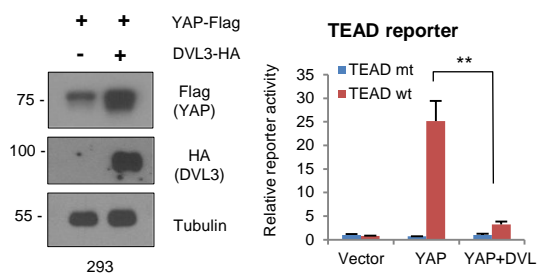 YAP-Flag + +
DVL3-HA - +
75 -
Flag
(YAP)
100 -
HA
(DVL3)
55 -
Tubulin
293
TEAD reporter
Relative reporter activity
35
30
25
20
15
10
5
0
TEAD mt
TEAD wt
**
Vector YAP YAP+DVL